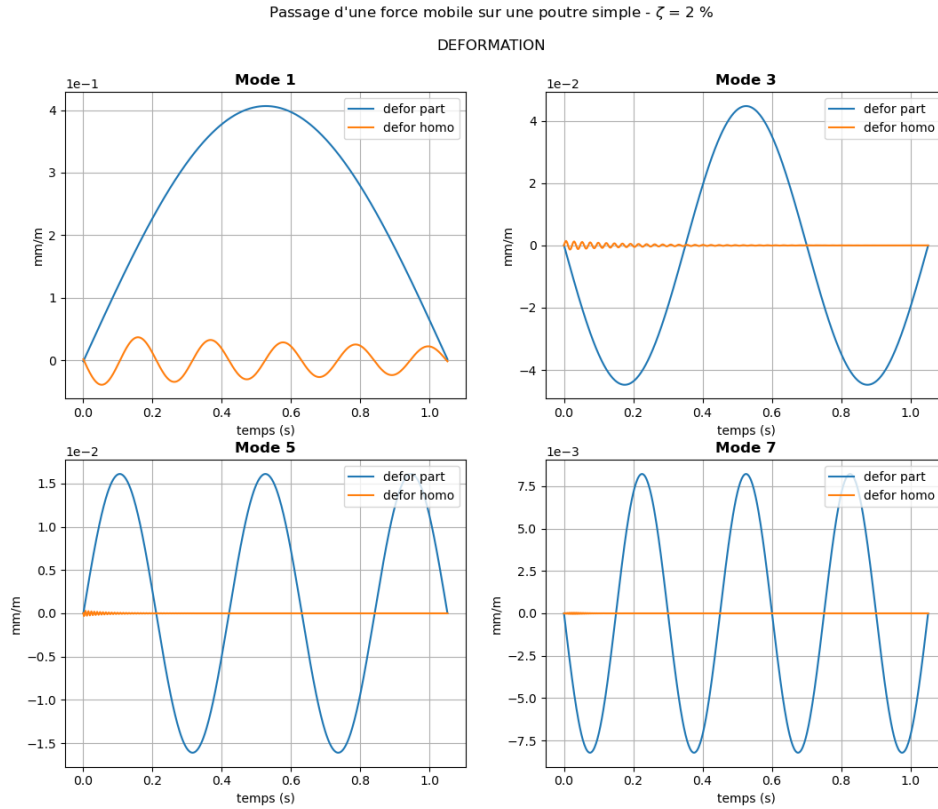 Passage d'une force mobile sur une poutre simple - ζ = 2 %
DEFORMATION
Mode 1
1e−1
4
3
2
1
0
mm/m
0.0 0.2 0.4 0.6 0.8 1.0
temps (s)
defor part
defor homo
Mode 3
1e−2
4
2
0
−2
−4
mm/m
0.0 0.2 0.4 0.6 0.8 1.0
temps (s)
defor part
defor homo
Mode 5
1e−2
1.5
1.0
0.5
0.0
−0.5
−1.0
−1.5
mm/m
0.0 0.2 0.4 0.6 0.8 1.0
temps (s)
defor part
defor homo
Mode 7
1e−3
7.5
5.0
2.5
0.0
−2.5
−5.0
−7.5
mm/m
0.0 0.2 0.4 0.6 0.8 1.0
temps (s)
defor part
defor homo